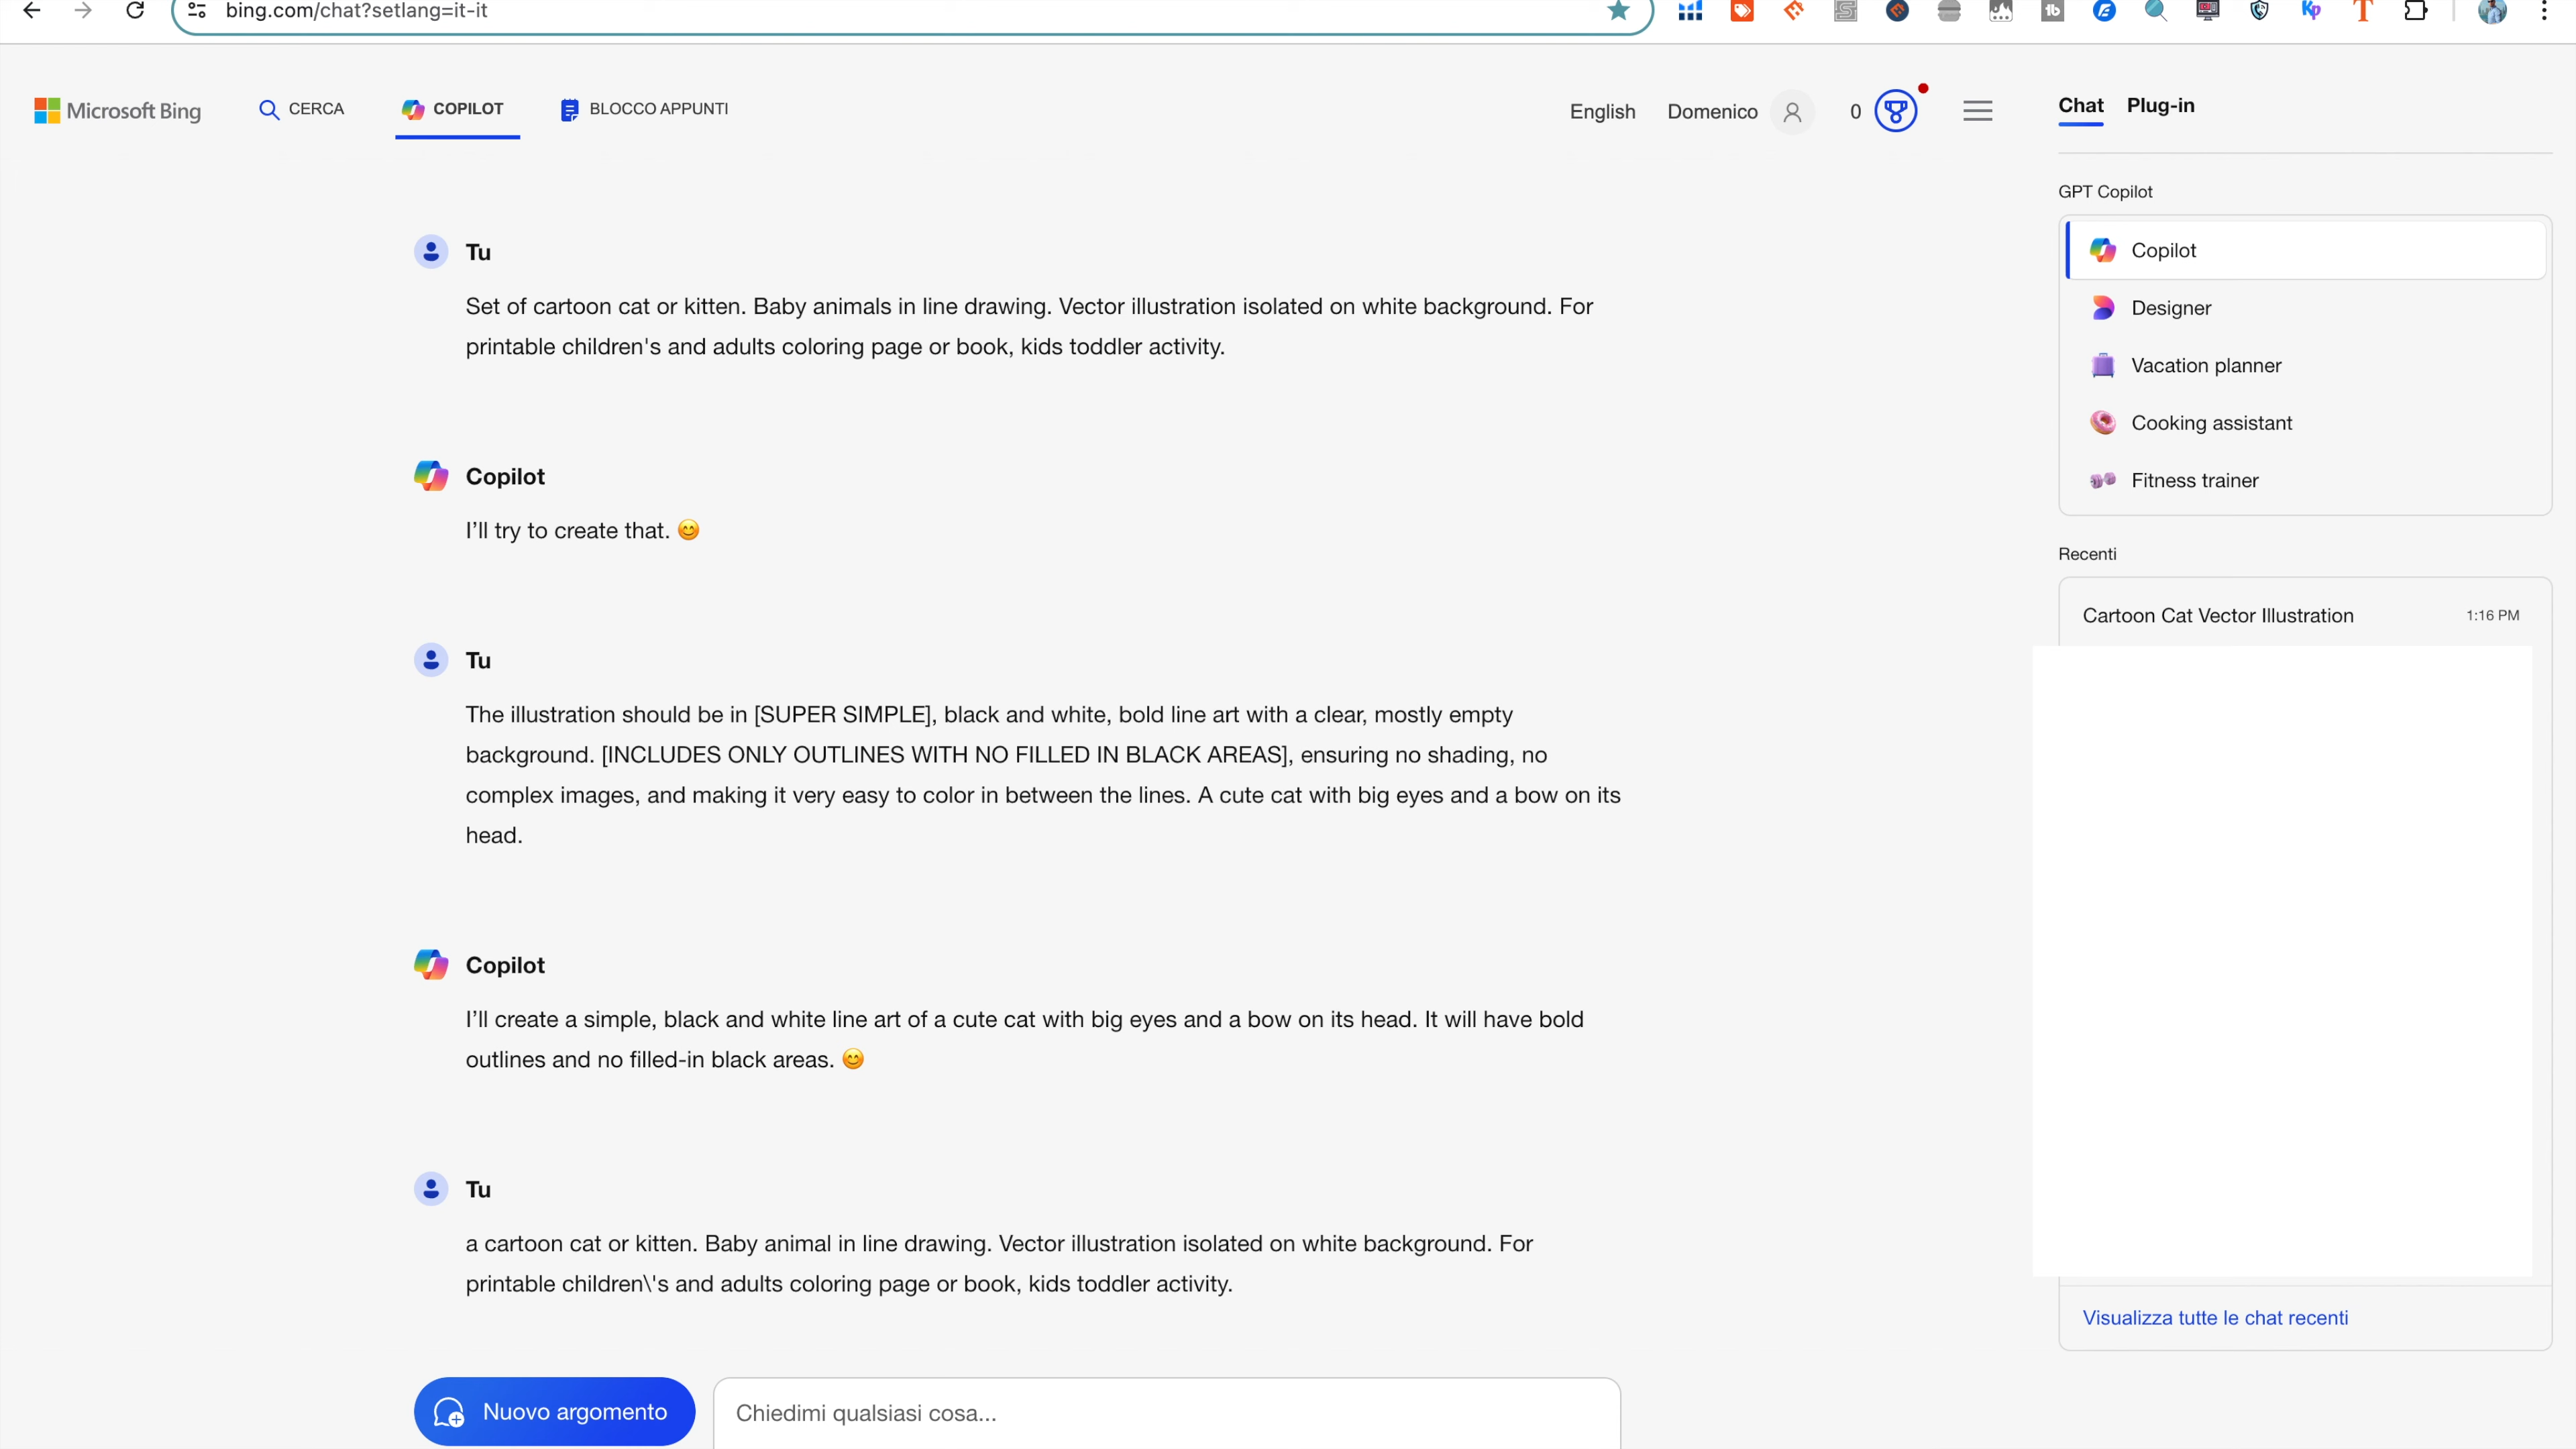 bing.com/chat?setlang=it-it
Microsoft Bing
CERCA
COPILOT
BLOCCO APPUNTI
English
Domenico
0
Chat
Plug-in
Tu
Set of cartoon cat or kitten. Baby animals in line drawing. Vector illustration isolated on white background. For
printable children's and adults coloring page or book, kids toddler activity.
Copilot
I’ll try to create that. 😊
Tu
The illustration should be in [SUPER SIMPLE], black and white, bold line art with a clear, mostly empty
background. [INCLUDES ONLY OUTLINES WITH NO FILLED IN BLACK AREAS], ensuring no shading, no
complex images, and making it very easy to color in between the lines. A cute cat with big eyes and a bow on its
head.
Copilot
I’ll create a simple, black and white line art of a cute cat with big eyes and a bow on its head. It will have bold
outlines and no filled-in black areas. 😊
Tu
a cartoon cat or kitten. Baby animal in line drawing. Vector illustration isolated on white background. For
printable children\'s and adults coloring page or book, kids toddler activity.
Nuovo argomento
Chiedimi qualsiasi cosa...
GPT Copilot
Copilot
Designer
Vacation planner
Cooking assistant
Fitness trainer
Recenti
Cartoon Cat Vector Illustration 1:16 PM
Visualizza tutte le chat recenti